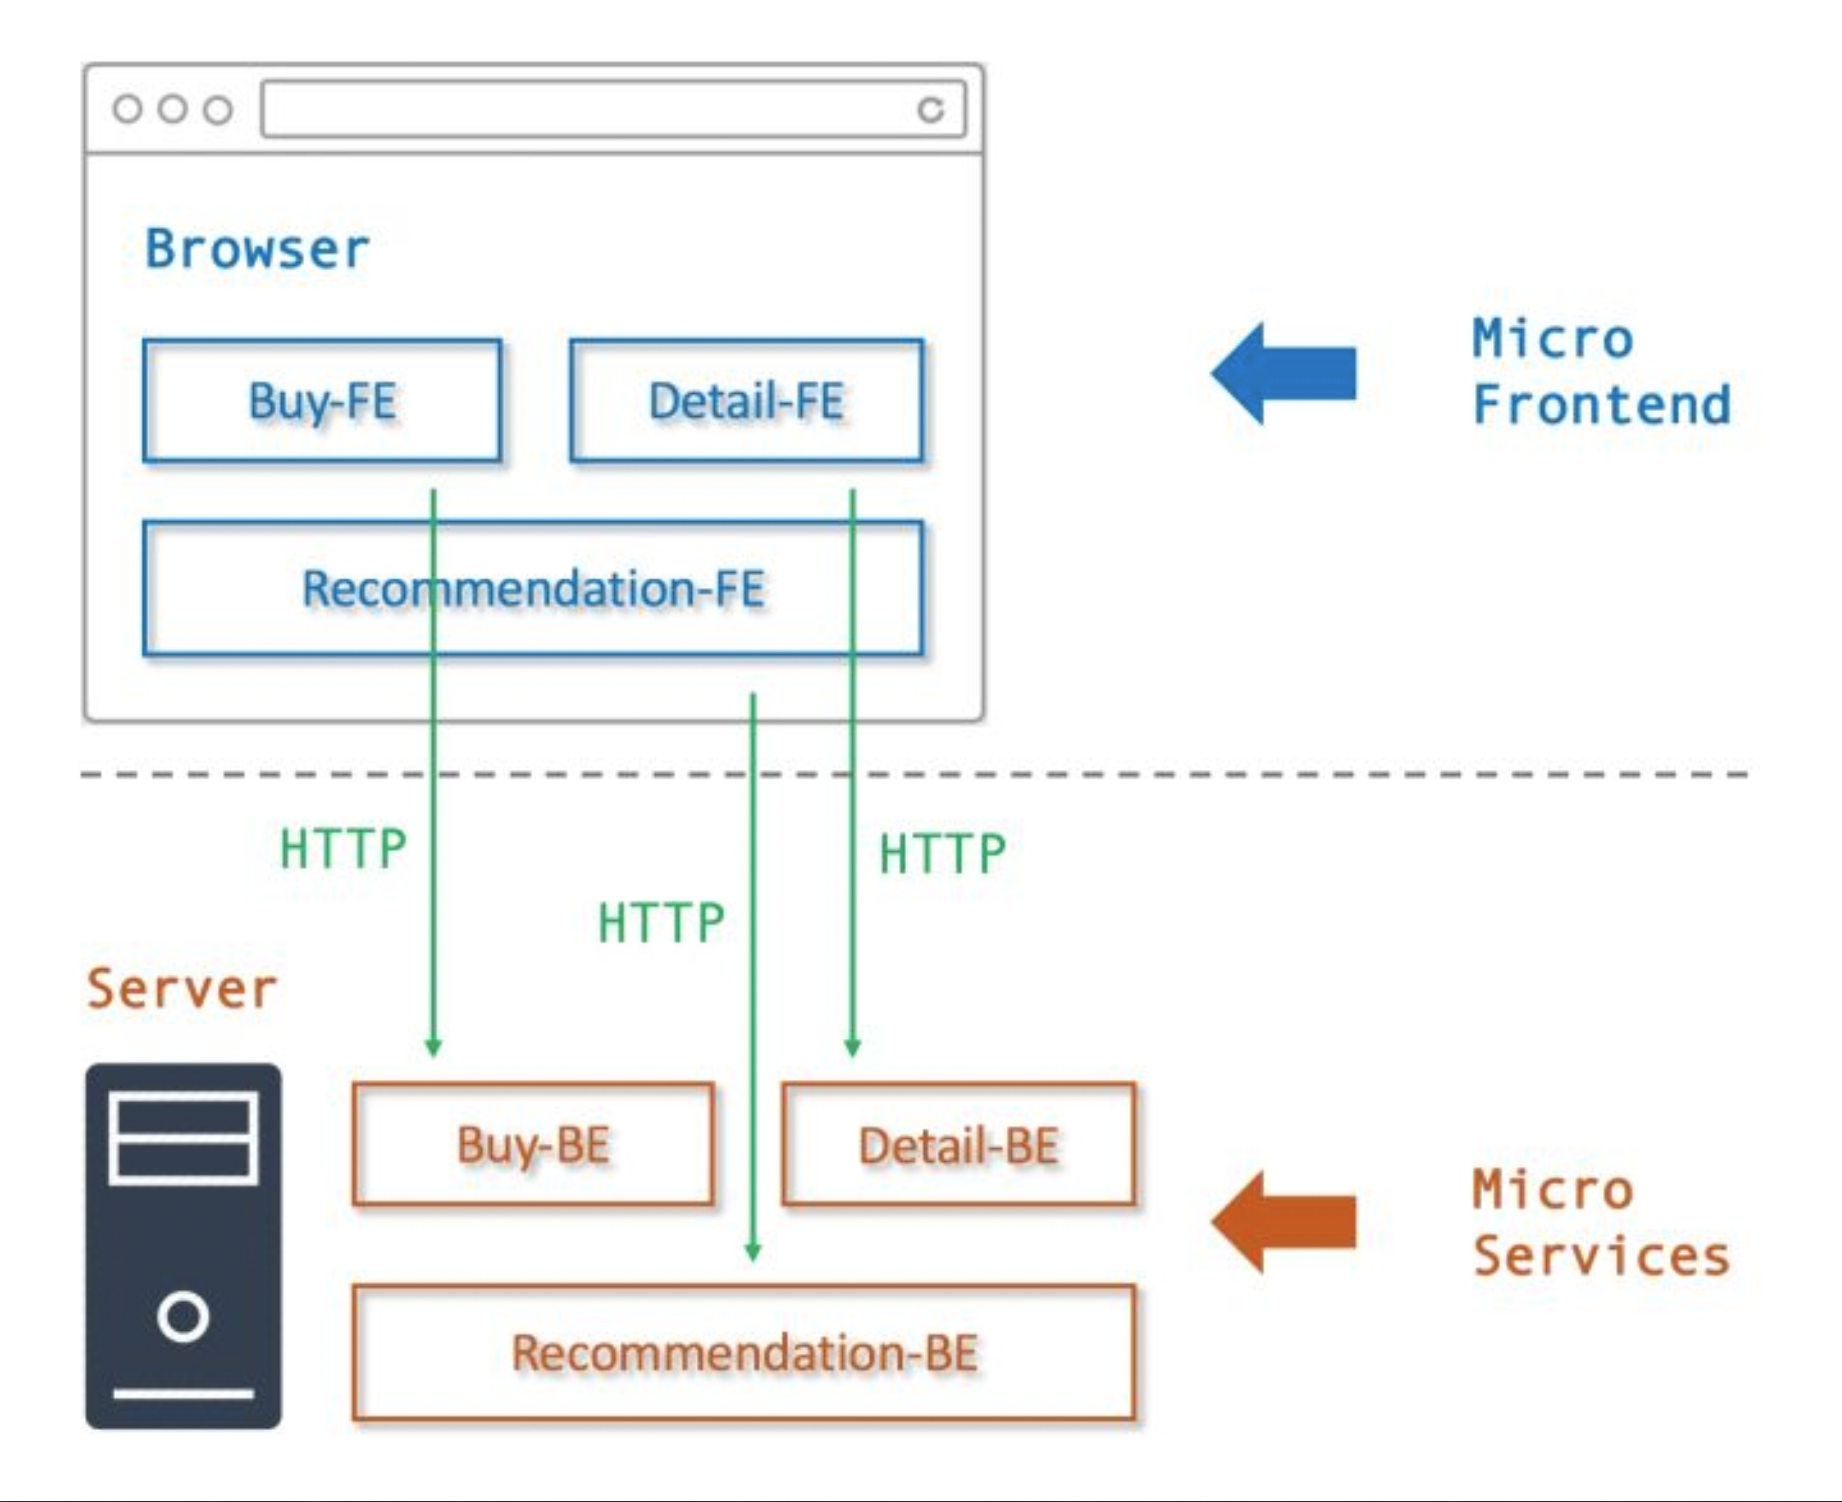 Browser
Buy-FE
Detail-FE
Micro
Frontend
Recommendation-FE
HTTP
HTTP
HTTP
Server
Buy-BE
Detail-BE
Micro
Services
Recommendation-BE